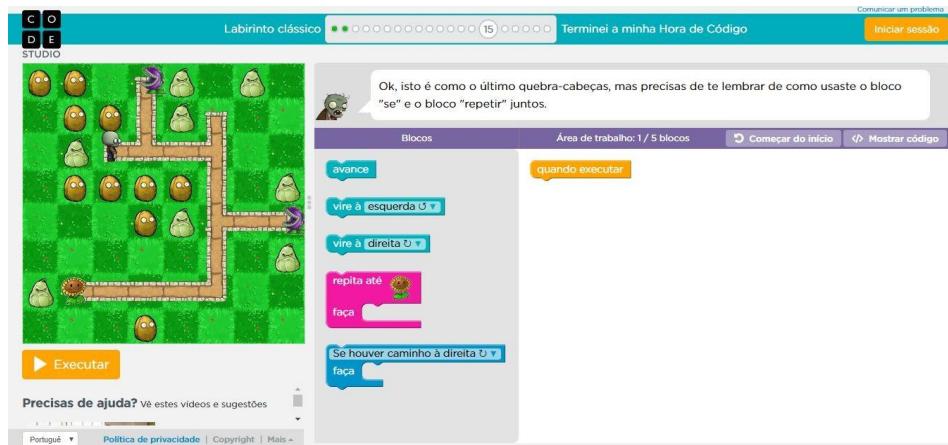 Comunicar um problema
C O
D E
STUDIO
Labirinto clássico
15
Terminei a minha Hora de Código
Iniciar sessão
Ok, isto é como o último quebra-cabeças, mas precisas de te lembrar de como usaste o bloco
"se" e o bloco "repetir" juntos.
Blocos
Área de trabalho: 1 / 5 blocos
Começar do início
</> Mostrar código
avance
quando executar
vire à esquerda ↺ ▼
vire à direita ↻ ▼
repita até
faça
Se houver caminho à direita ↻ ▼
faça
Executar
Precisas de ajuda? Vê estes vídeos e sugestões
Portuguê ▼
Política de privacidade | Copyright | Mais